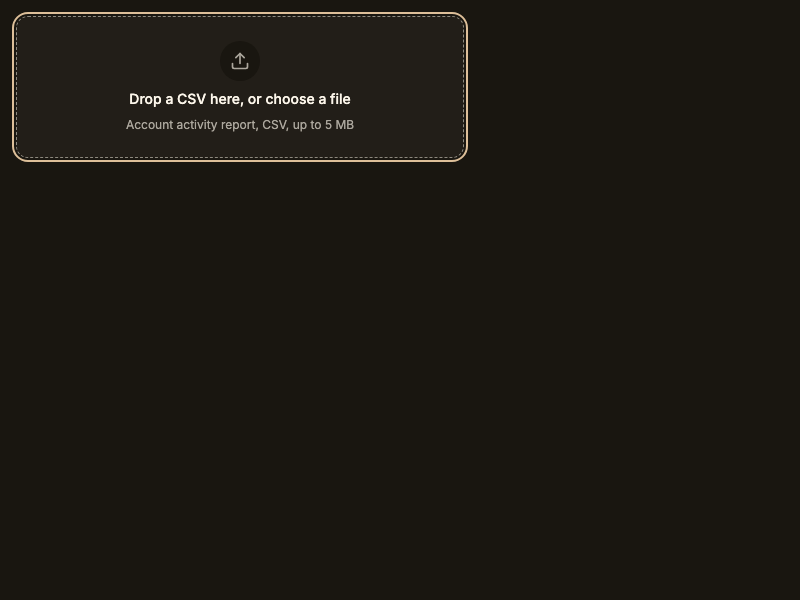 Drop a CSV here, or choose a file
Account activity report, CSV, up to 5 MB